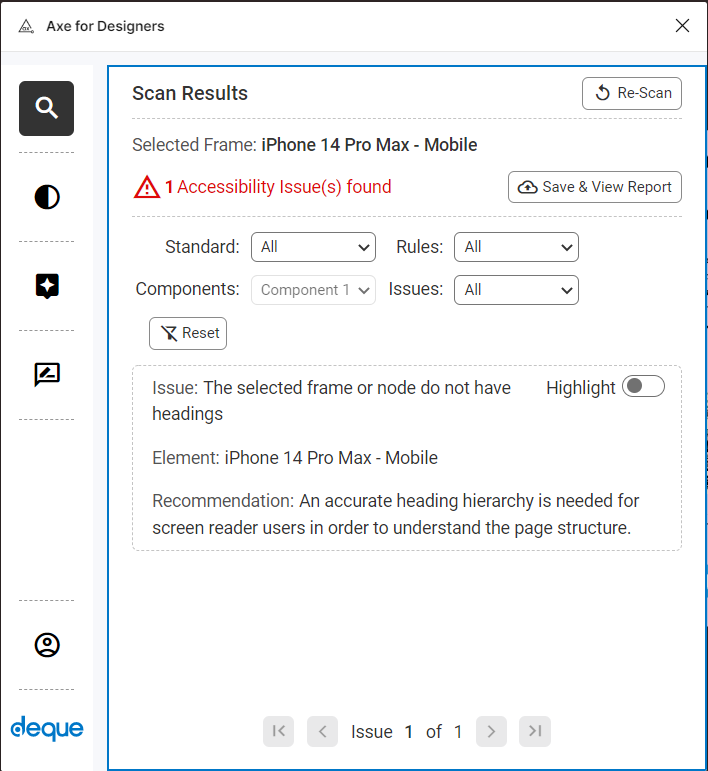 Axe for Designers
Scan Results
Re-Scan
Selected Frame: iPhone 14 Pro Max - Mobile
1 Accessibility Issue(s) found
Save & View Report
Standard: All Rules: All
Components: Component 1 Issues: All
Reset
Issue: The selected frame or node do not have
headings
Highlight
Element: iPhone 14 Pro Max - Mobile
Recommendation: An accurate heading hierarchy is needed for
screen reader users in order to understand the page structure.
deque
Issue 1 of 1